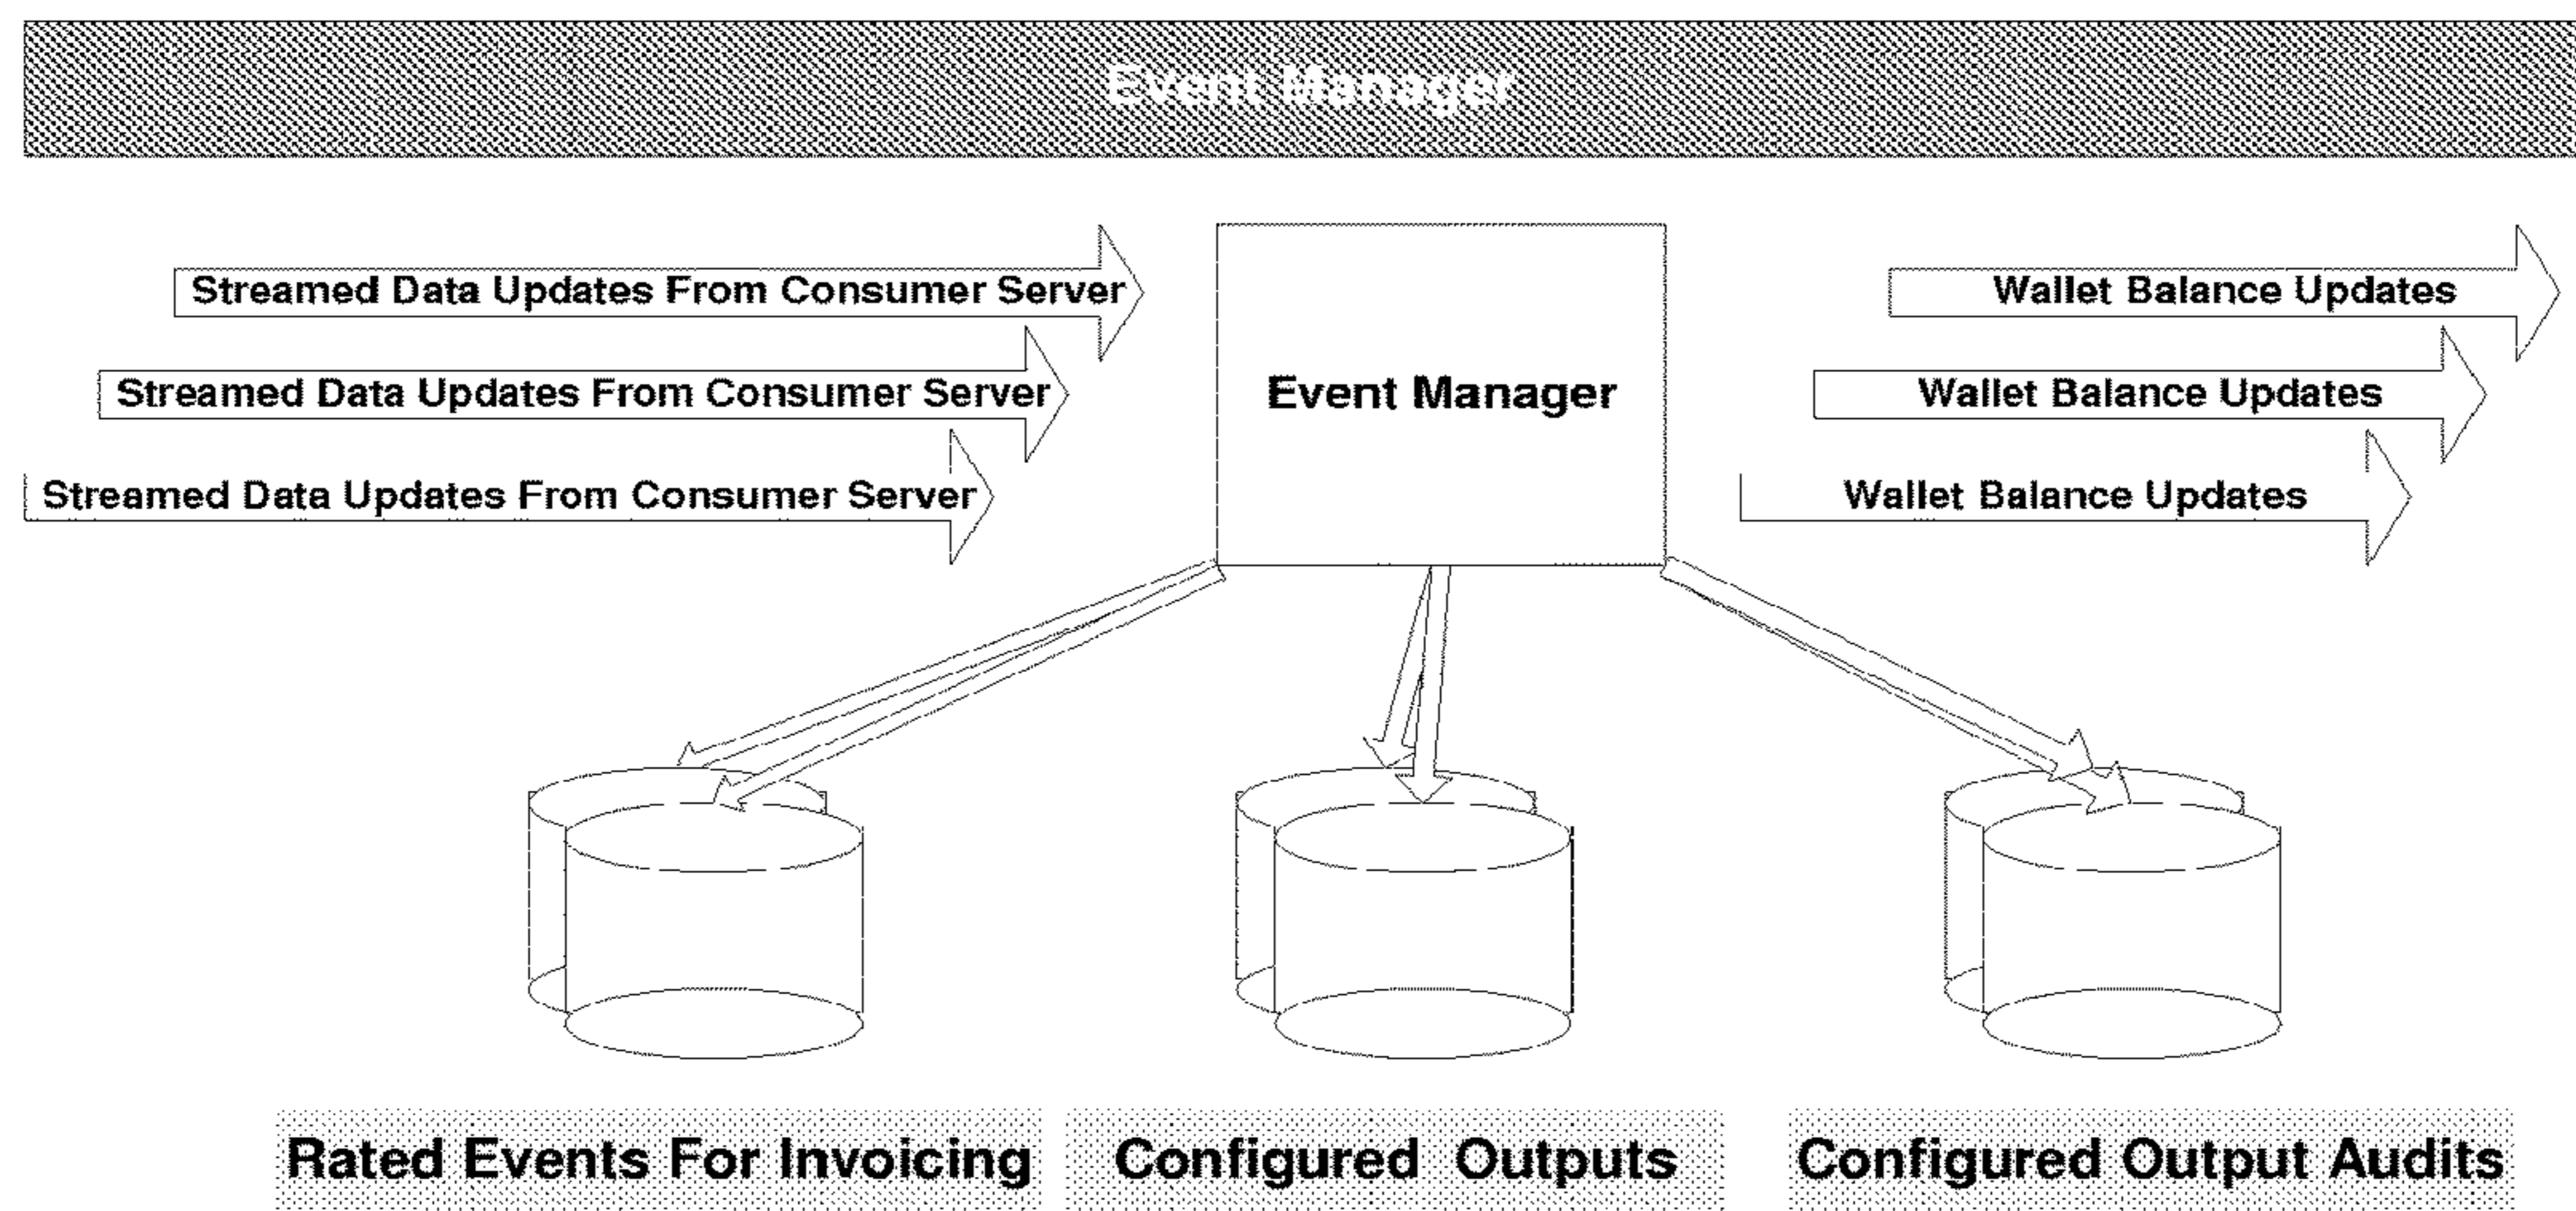 Event Manager
Streamed Data Updates From Consumer Server
Wallet Balance Updates
Streamed Data Updates From Consumer Server
Event Manager
Wallet Balance Updates
Streamed Data Updates From Consumer Server
Wallet Balance Updates
Rated Events For Invoicing
Configured Outputs
Configured Output Audits